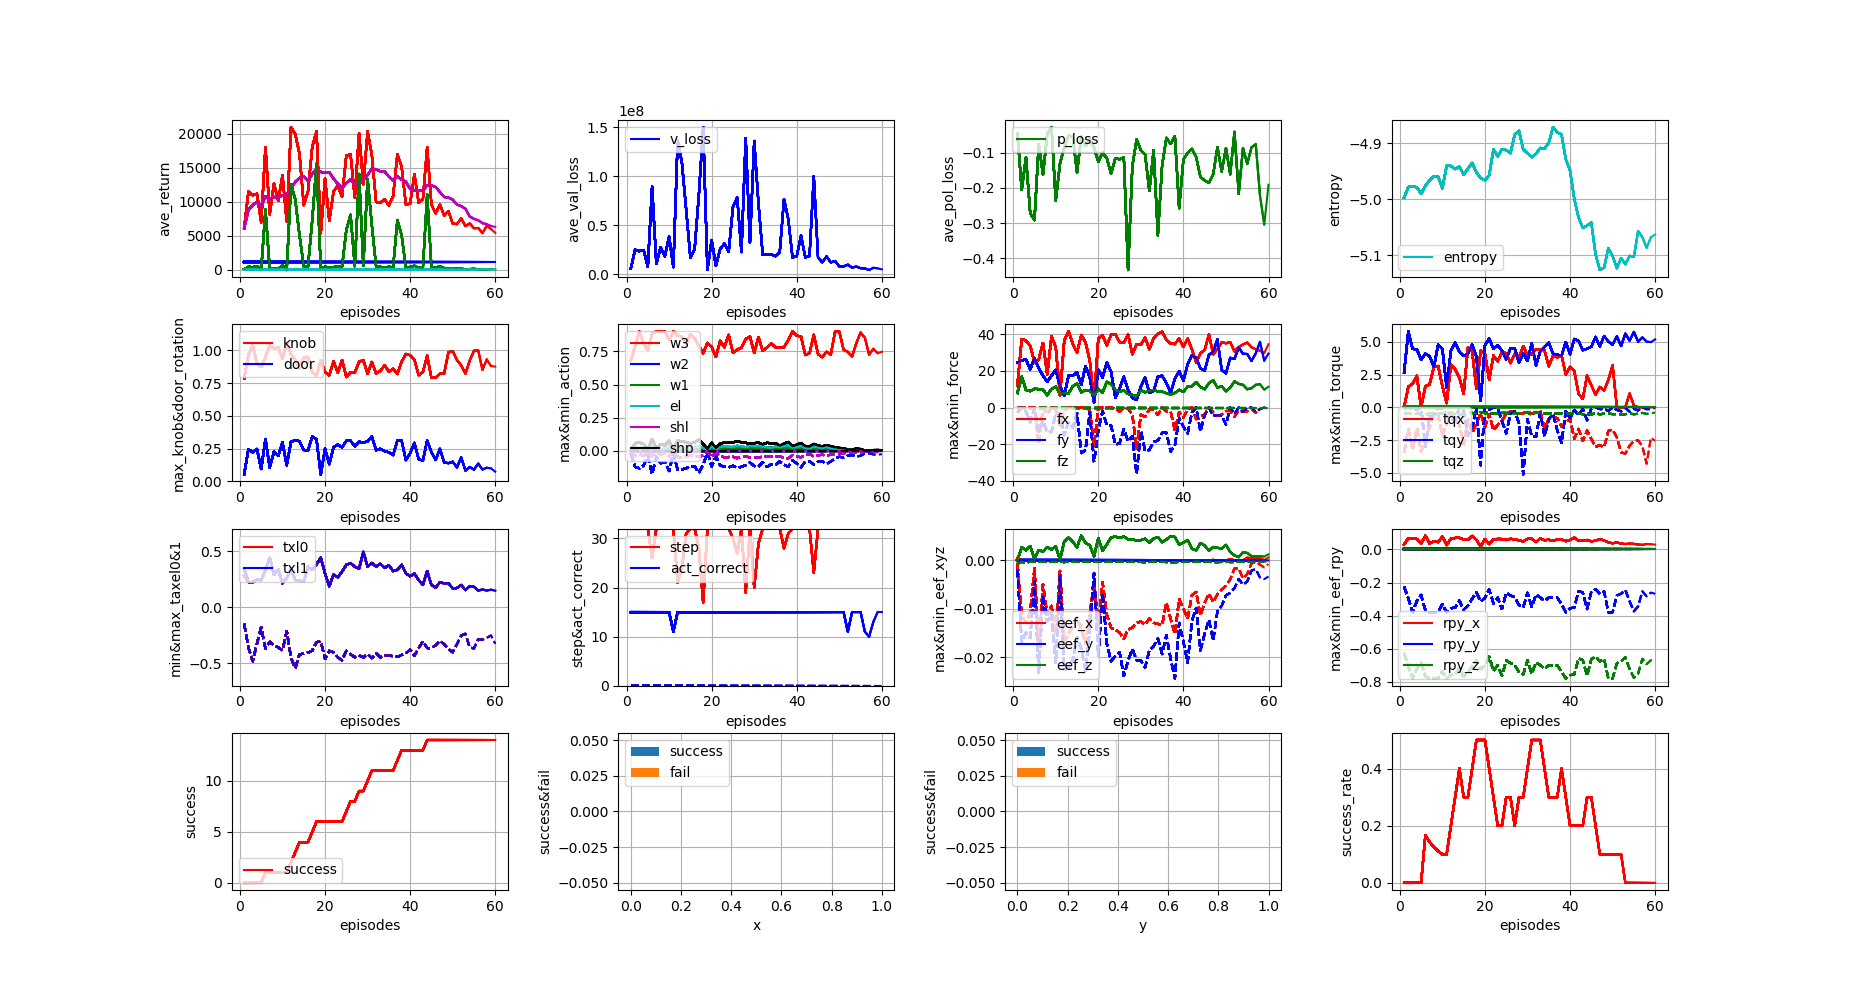 20000
15000
10000
5000
0
0
20
40
60
ave_return
episodes
1e8
1.5
1.0
0.5
0.0
0
20
40
60
ave_val_loss
episodes
v_loss
−0.1
−0.2
−0.3
−0.4
0
20
40
60
ave_pol_loss
episodes
p_loss
−4.9
−5.0
−5.1
0
20
40
60
entropy
episodes
entropy
1.00
0.75
0.50
0.25
0.00
0
20
40
60
max_knob&door_rotation
episodes
knob
door
0.75
0.50
0.25
0.00
0
20
40
60
max&min_action
episodes
w3
w2
w1
el
shl
shp
40
20
0
−20
−40
0
20
40
60
max&min_force
episodes
fx
fy
fz
5.0
2.5
0.0
−2.5
−5.0
0
20
40
60
max&min_torque
episodes
tqx
tqy
tqz
0.5
0.0
−0.5
0
20
40
60
min&max_taxel0&1
episodes
txl0
txl1
30
20
10
0
0
20
40
60
step&act_correct
episodes
step
act_correct
0.00
−0.01
−0.02
0
20
40
60
max&min_eef_xyz
episodes
eef_x
eef_y
eef_z
0.0
−0.2
−0.4
−0.6
−0.8
0
20
40
60
max&min_eef_rpy
episodes
rpy_x
rpy_y
rpy_z
10
5
0
0
20
40
60
success
episodes
success
0.050
0.025
0.000
−0.025
−0.050
0.0
0.2
0.4
0.6
0.8
1.0
success&fail
x
success
fail
0.050
0.025
0.000
−0.025
−0.050
0.0
0.2
0.4
0.6
0.8
1.0
success&fail
y
success
fail
0.4
0.2
0.0
0
20
40
60
success_rate
episodes